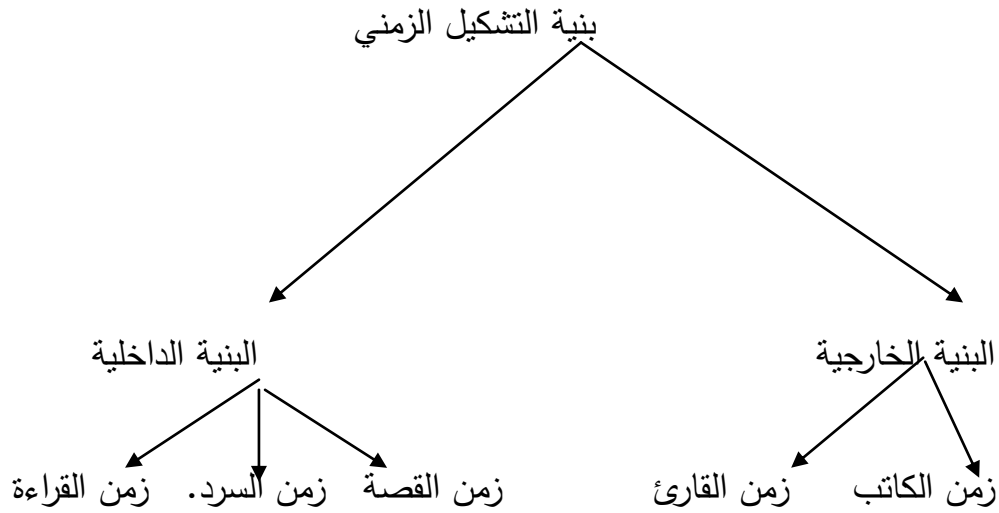 بنية التشكيل الزمني
البنية الخارجية البنية الداخلية
زمن الكاتب زمن القارئ زمن القصة زمن السرد. زمن القراءة